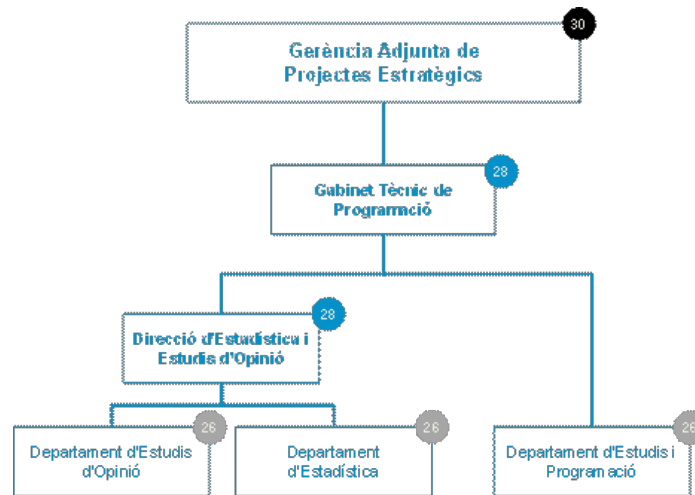 30
Gerència Adjunta de
Projectes Estratègics
28
Gabinet Tècnic de
Programació
28
Direcció d'Estadística i
Estudis d'Opinió
26
Departament d'Estudis
d'Opinió
26
Departament
d'Estadística
26
Departament d'Estudis i
Programació